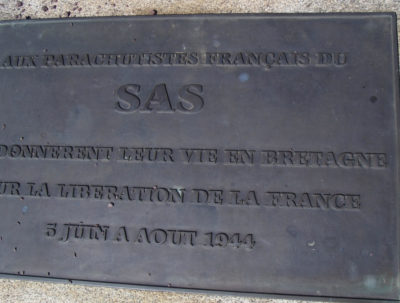 AUX PARACHUTISTES FRANÇAIS DU
SAS
DONNERENT LEUR VIE EN BRETAGNE
UR LA LIBERATION DE LA FRANCE
5 JUIN A AOUT 1944